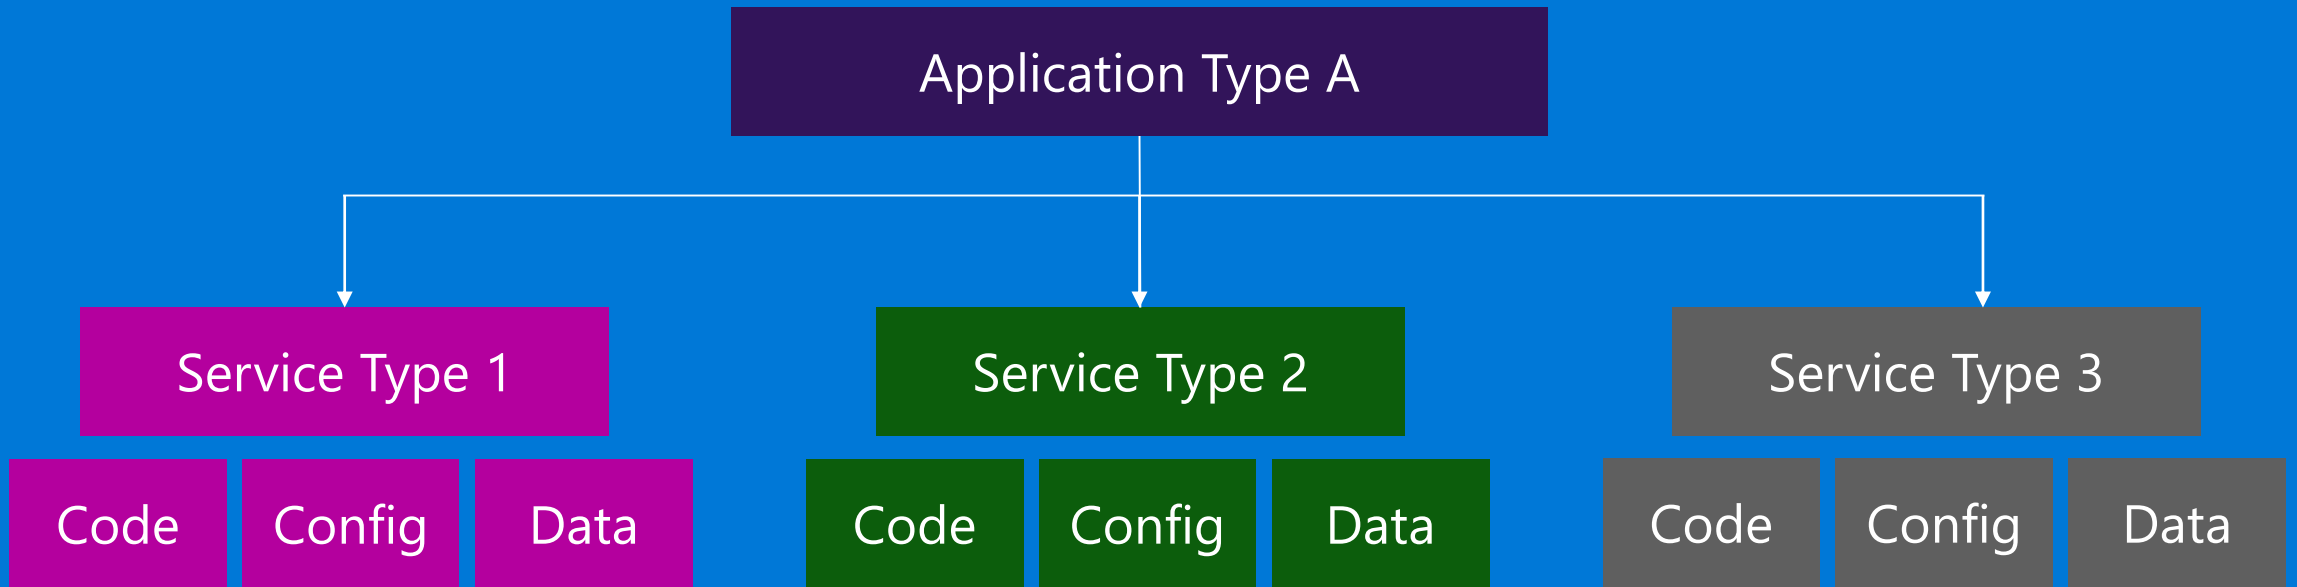 Application Type A
Service Type 1
Service Type 2
Service Type 3
Code
Config
Data
Code
Config
Data
Code
Config
Data